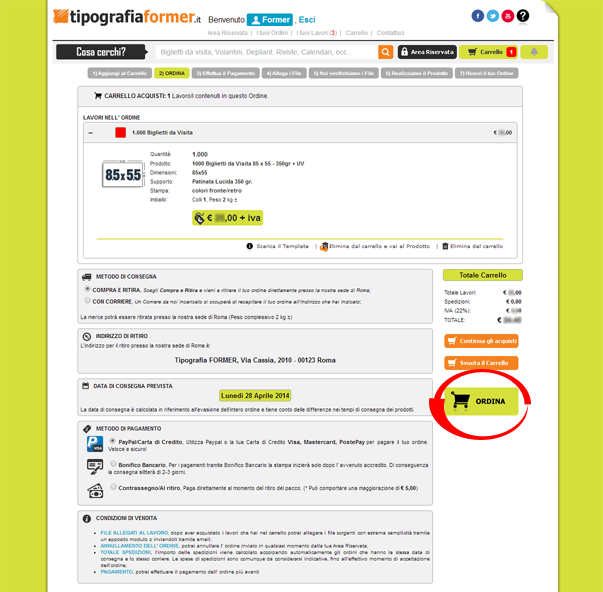 tipografiaformer.it Benvenuto Former, Esci
Area Riservata | I tuoi Ordini | I tuoi Lavori (3) | Carrello | Contattaci
Cosa cerchi? Biglietti da visita, Volantini, Depliant, Riviste, Calendari, ecc... Area Riservata Carrello 1
1) Aggiungi al Carrello 2) ORDINA 3) Effettua il Pagamento 4) Allega i File 5) Noi verifichiamo i File 6) Realizziamo il Prodotto 7) Ricevi il tuo Ordine
CARRELLO ACQUISTI: 1 Lavoro/i contenuti in questo Ordine.
LAVORI NELL' ORDINE
– 1.000 Biglietti da Visita € ,00
85x55
Quantità: 1.000
Prodotto: 1000 Biglietti da Visita 85 x 55 - 350gr + UV
Dimensioni: 85x55
Supporto: Patinata Lucida 350 gr.
Stampa: colori fronte/retro
Imballo: Colli 1, Peso 2 kg ±
€ ,00 + iva
Scarica il Template | Elimina dal carrello e vai al Prodotto | Elimina dal carrello
METODO DI CONSEGNA
COMPRA E RITIRA, Scegli Compra e Ritira e vieni a ritirare il tuo ordine direttamente presso la nostra sede di Roma;
CON CORRIERE, Un Corriere da noi incaricato si occuperà di recapitare il tuo ordine all'indirizzo che hai indicato;
La merce potrà essere ritirata presso la nostra sede di Roma (Peso complessivo 2 kg ±)
Totale Carrello
Totale Lavori: € ,00
Spedizioni: € 0,00
IVA (22%): €
TOTALE: €
Continua gli acquisti
Svuota il Carrello
ORDINA
INDIRIZZO DI RITIRO
L'indirizzo per il ritiro presso la nostra sede di Roma è:
Tipografia FORMER, Via Cassia, 2010 - 00123 Roma
DATA DI CONSEGNA PREVISTA
Lunedì 28 Aprile 2014
La data di consegna è calcolata in riferimento all'evasione dell'intero ordine e tiene conto delle differenze nei tempi di consegna dei prodotti.
METODO DI PAGAMENTO
PayPal VISA
PayPal/Carta di Credito, Utilizza Paypal o la tua Carta di Credito Visa, Mastercard, PostePay per pagare il tuo ordine.
Veloce e sicuro!
Bonifico Bancario, Per i pagamenti tramite Bonifico Bancario la stampa inizierà solo dopo l' avvenuto accredito. Di conseguenza
la consegna slitterà di 2-3 giorni.
Contrassegno/Al ritiro, Paga direttamente al momento del ritiro del pacco. (* Può comportare una maggiorazione di € 5,00)
CONDIZIONI DI VENDITA
FILE ALLEGATI AL LAVORO, dopo aver acquistato i lavori che hai nel carrello potrai allegare i file sorgenti con estrema semplicità tramite
un apposito modulo o inviandoli tramite email;
ANNULLAMENTO DELL' ORDINE, potrai annullare l' ordine inviato in qualsiasi momento dalla tua Area Riservata;
TOTALE SPEDIZIONI, l'importo delle spedizioni viene calcolato accorpando automaticamente gli ordini che hanno la stessa data di
consegna e lo stesso corriere. Le spese di spedizioni sono comunque da considerarsi indicative, fino all'effettivo momento di accettazione
dell'ordine;
PAGAMENTO, potrai effettuare il pagamento dell' ordine più avanti